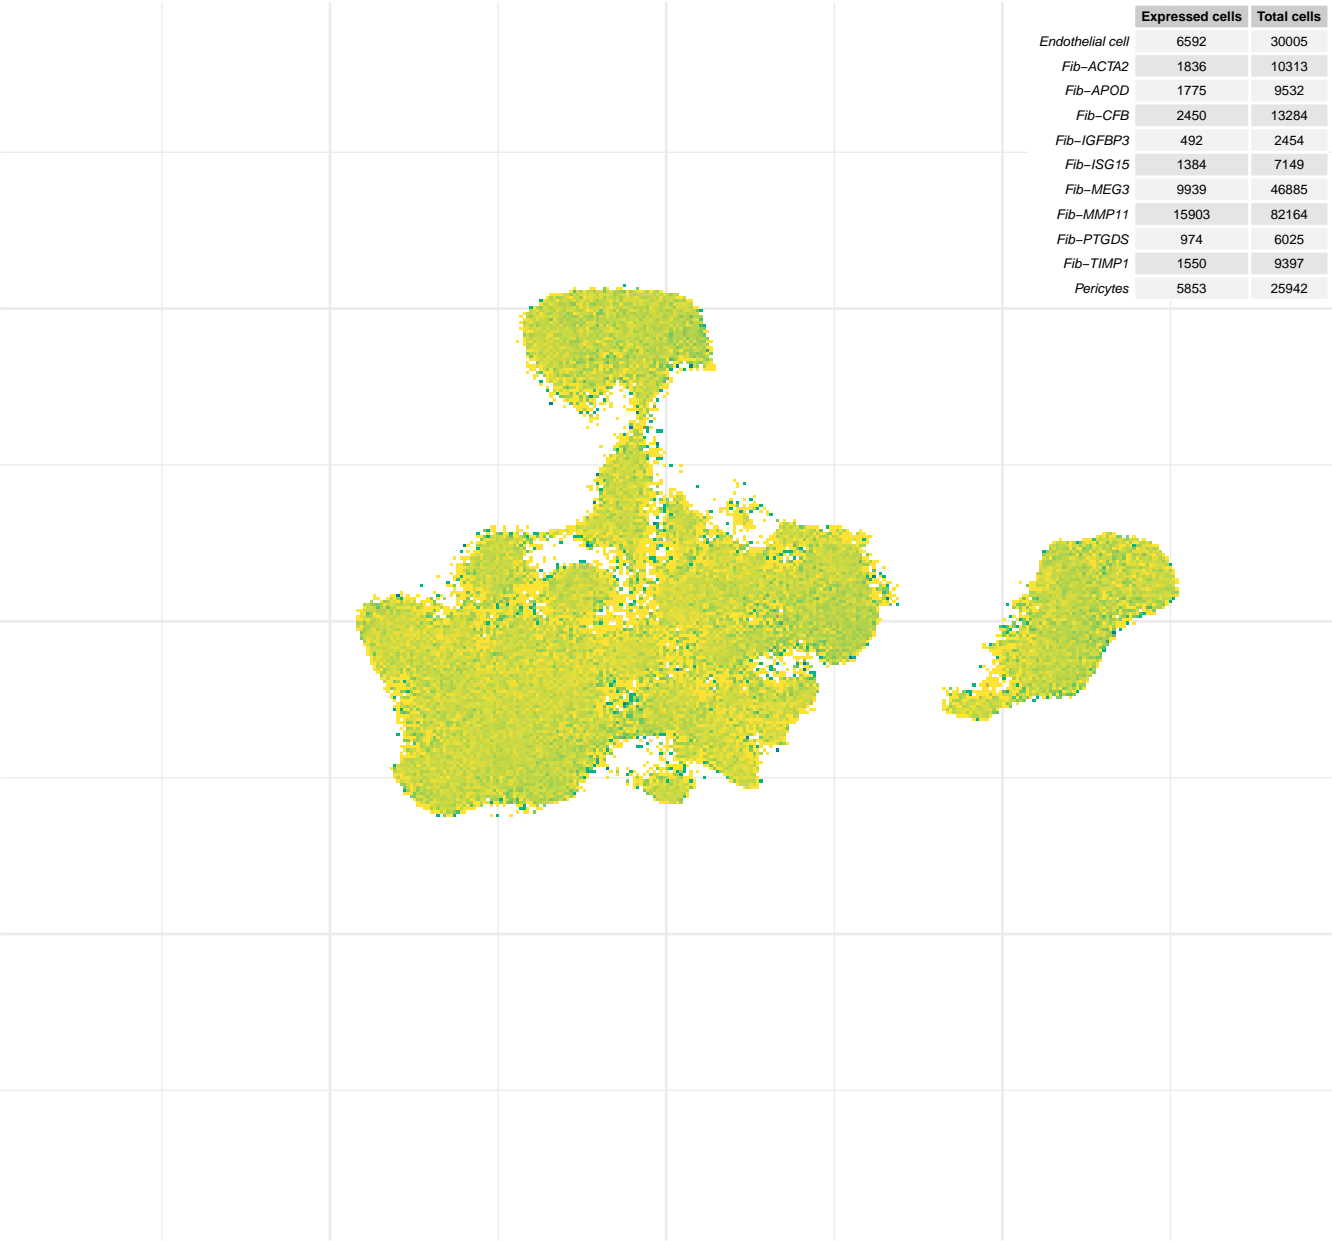 Expressed cells Total cells
Endothelial cell 6592 30005
Fib−ACTA2 1836 10313
Fib−APOD 1775 9532
Fib−CFB 2450 13284
Fib−IGFBP3 492 2454
Fib−ISG15 1384 7149
Fib−MEG3 9939 46885
Fib−MMP11 15903 82164
Fib−PTGDS 974 6025
Fib−TIMP1 1550 9397
Pericytes 5853 25942